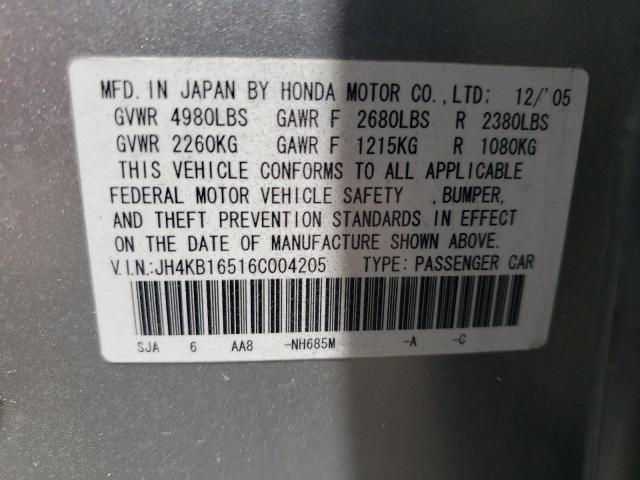 MFD. IN JAPAN BY HONDA MOTOR CO.,LTD; 12/'05
GVWR 4980LBS GAWR F 2680LBS R 2380LBS
GVWR 2260KG GAWR F 1215KG R 1080KG
THIS VEHICLE CONFORMS TO ALL APPLICABLE
FEDERAL MOTOR VEHICLE SAFETY ,BUMPER,
AND THEFT PREVENTION STANDARDS IN EFFECT
ON THE DATE OF MANUFACTURE SHOWN ABOVE.
V.I.N.:JH4KB16516C004205 TYPE: PASSENGER CAR
SJA 6 AA8 -NH685M -A -C